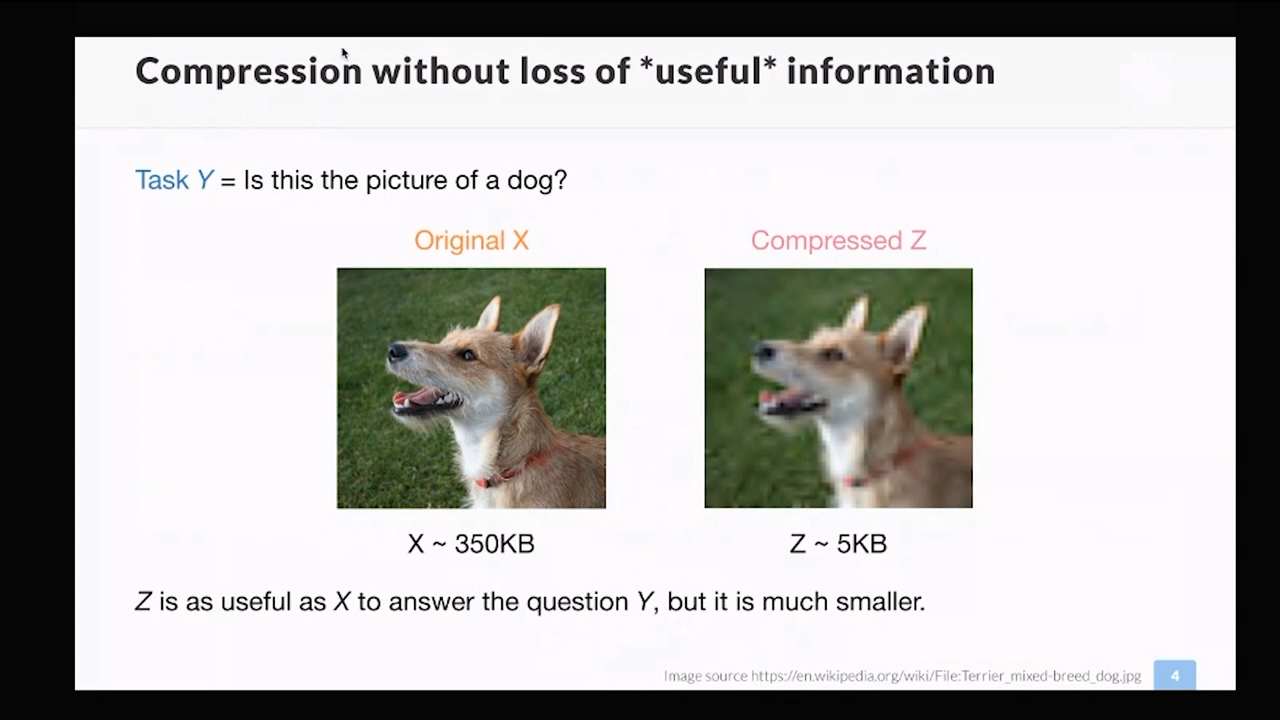 Compression without loss of *useful* information
Task Y = Is this the picture of a dog?
Original X
Compressed Z
X ~ 350KB
Z ~ 5KB
Z is as useful as X to answer the question Y, but it is much smaller.
Image source https://en.wikipedia.org/wiki/File:Terrier_mixed-breed_dog.jpg
4